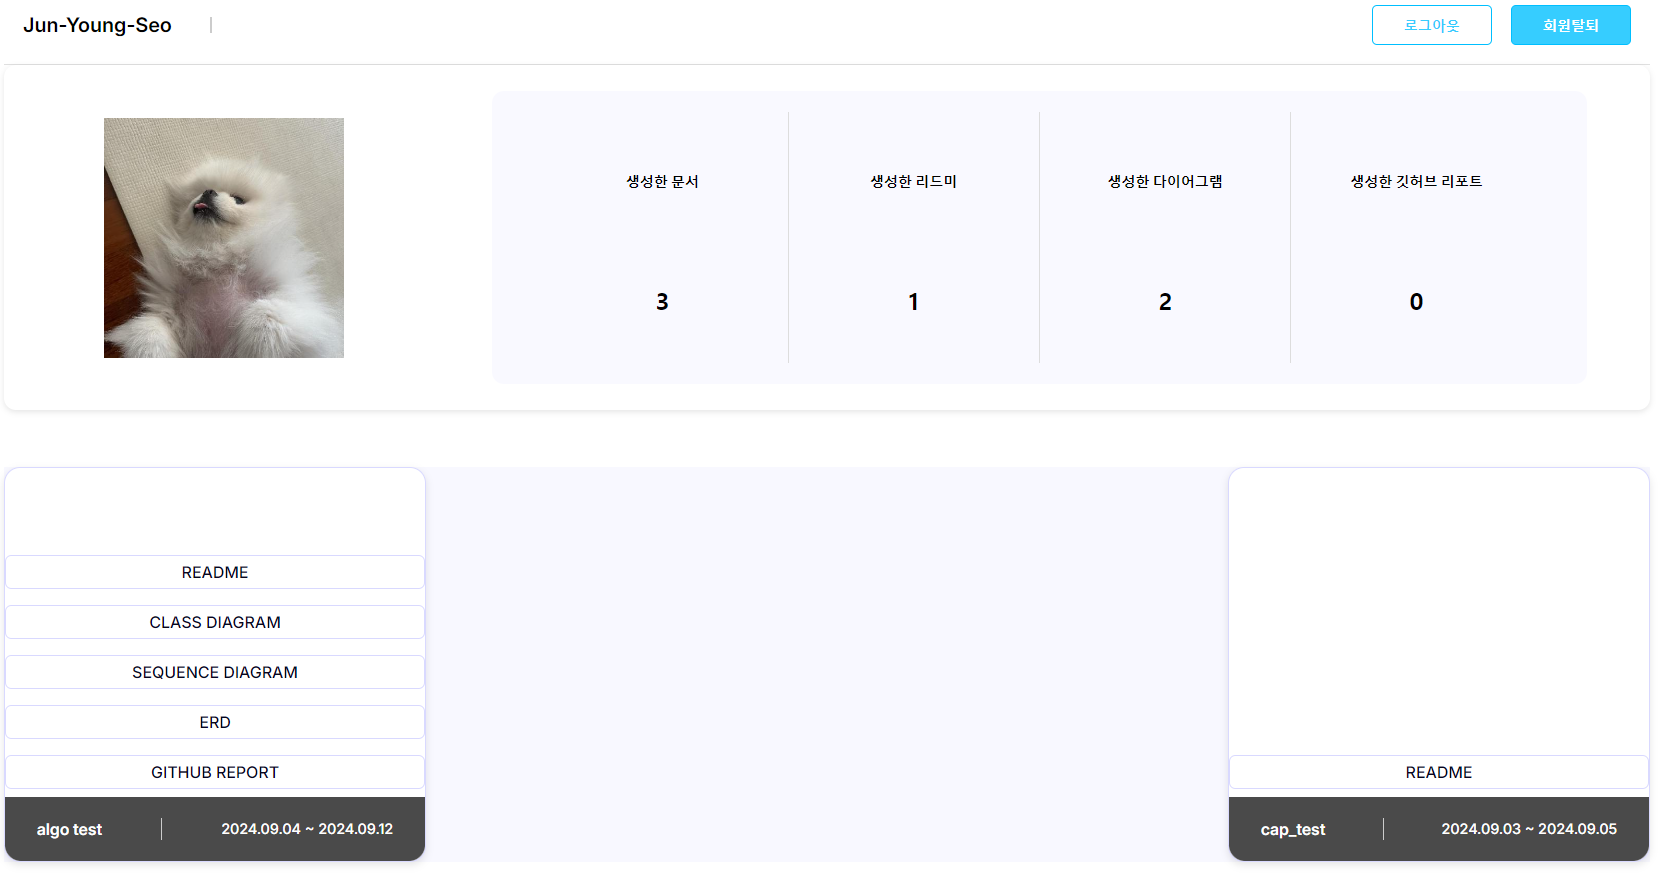 Jun-Young-Seo
로그아웃
회원탈퇴
생성한 문서
생성한 리드미
생성한 다이어그램
생성한 깃허브 리포트
3
1
2
0
README
CLASS DIAGRAM
SEQUENCE DIAGRAM
ERD
GITHUB REPORT
algo test
2024.09.04 ~ 2024.09.12
README
cap_test
2024.09.03 ~ 2024.09.05